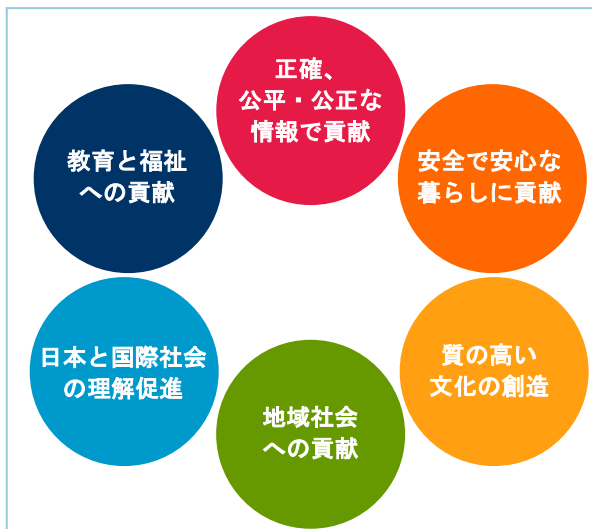 正確、
公平・公正な
情報で貢献
安全で安心な
暮らしに貢献
質の高い
文化の創造
地域社会
への貢献
日本と国際社会
の理解促進
教育と福祉
への貢献